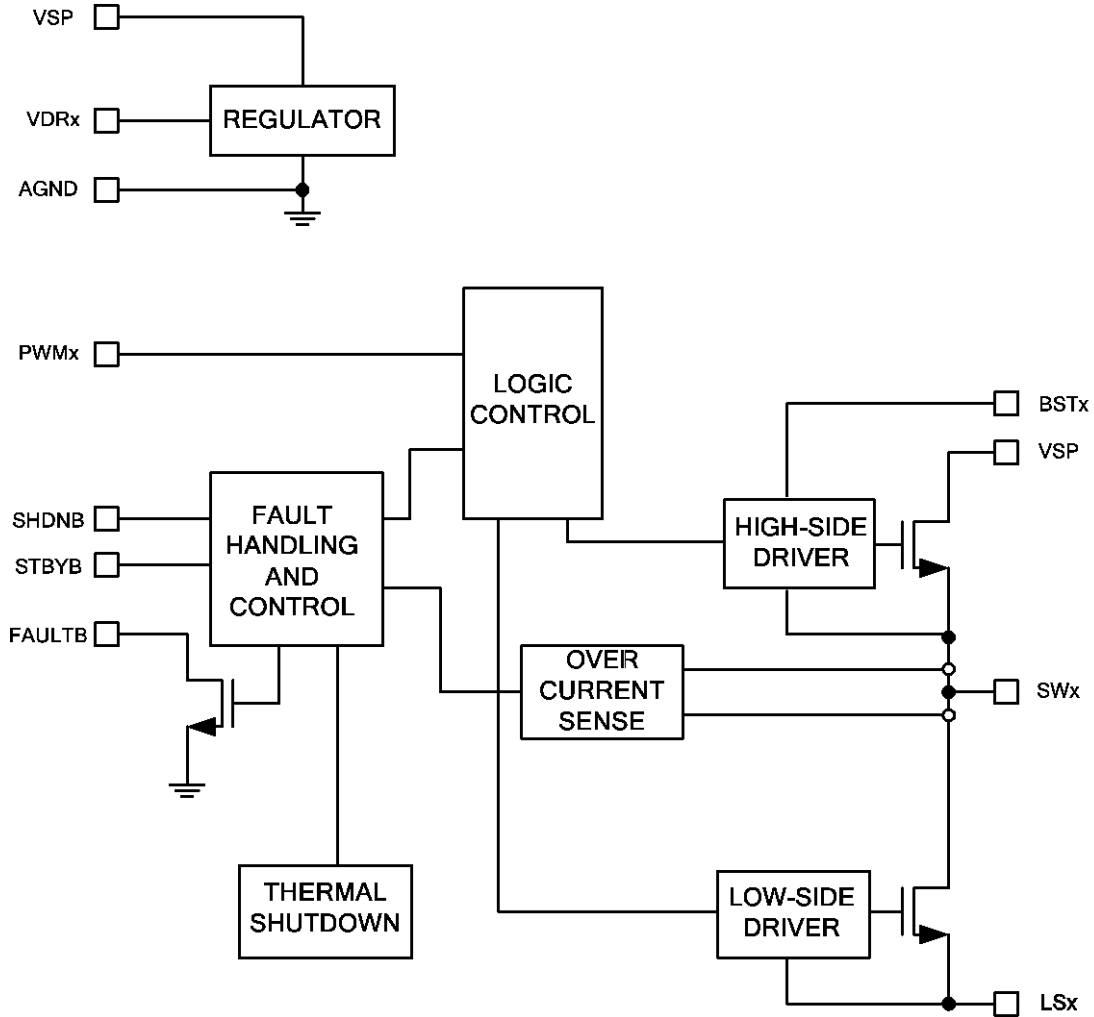 VSP
VDRx
REGULATOR
AGND
PWMx
LOGIC
CONTROL
BSTx
VSP
SHDNB
STBYB
FAULTB
FAULT
HANDLING
AND
CONTROL
HIGH-SIDE
DRIVER
OVER
CURRENT
SENSE
SWx
THERMAL
SHUTDOWN
LOW-SIDE
DRIVER
LSx